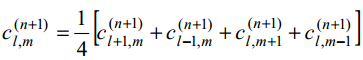 $c_{l,m}^{(n+1)} = \frac{1}{4}\left[c_{l+1,m}^{(n+1)} + c_{l-1,m}^{(n+1)} + c_{l,m+1}^{(n+1)} + c_{l,m-1}^{(n+1)}\right]$